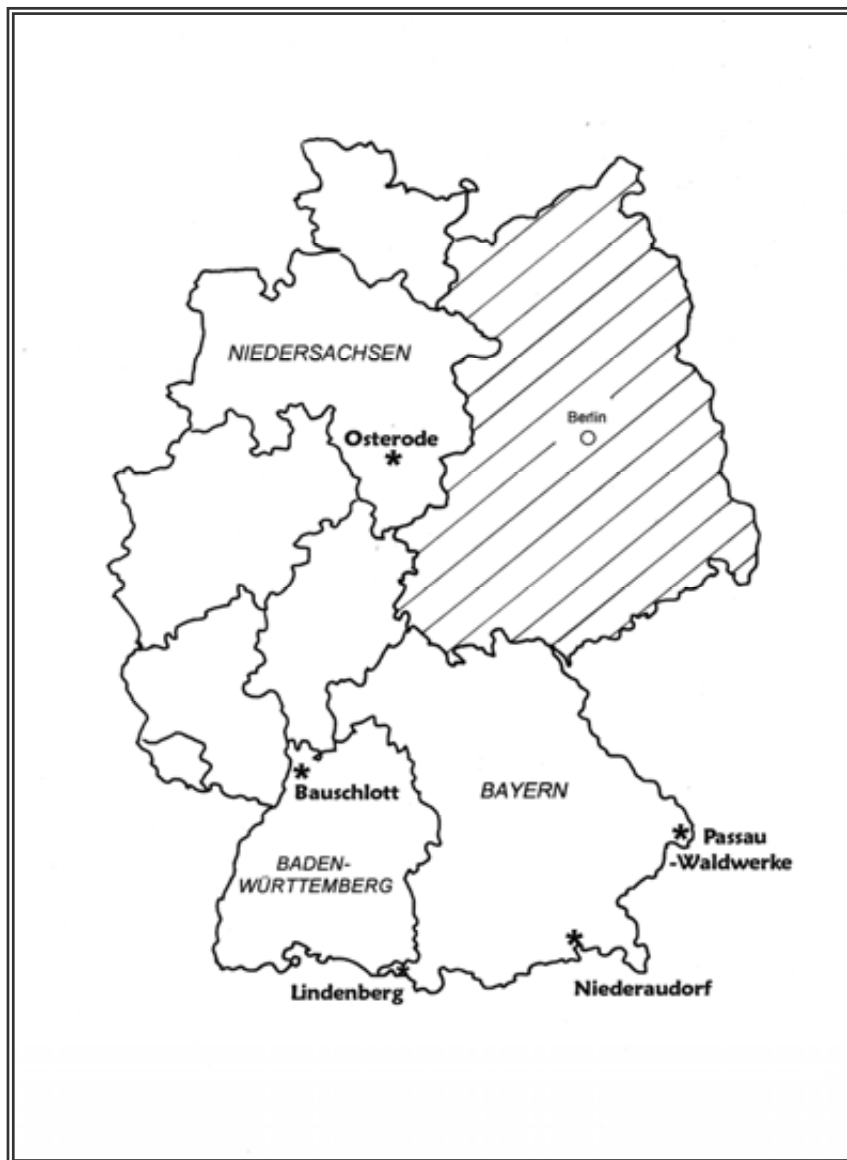 NIEDERSACHSEN
Berlin
Osterode
Bauschlott
BAYERN
Passau
-Waldwerke
BADEN-
WÜRTTEMBERG
Lindenberg
Niederaudorf